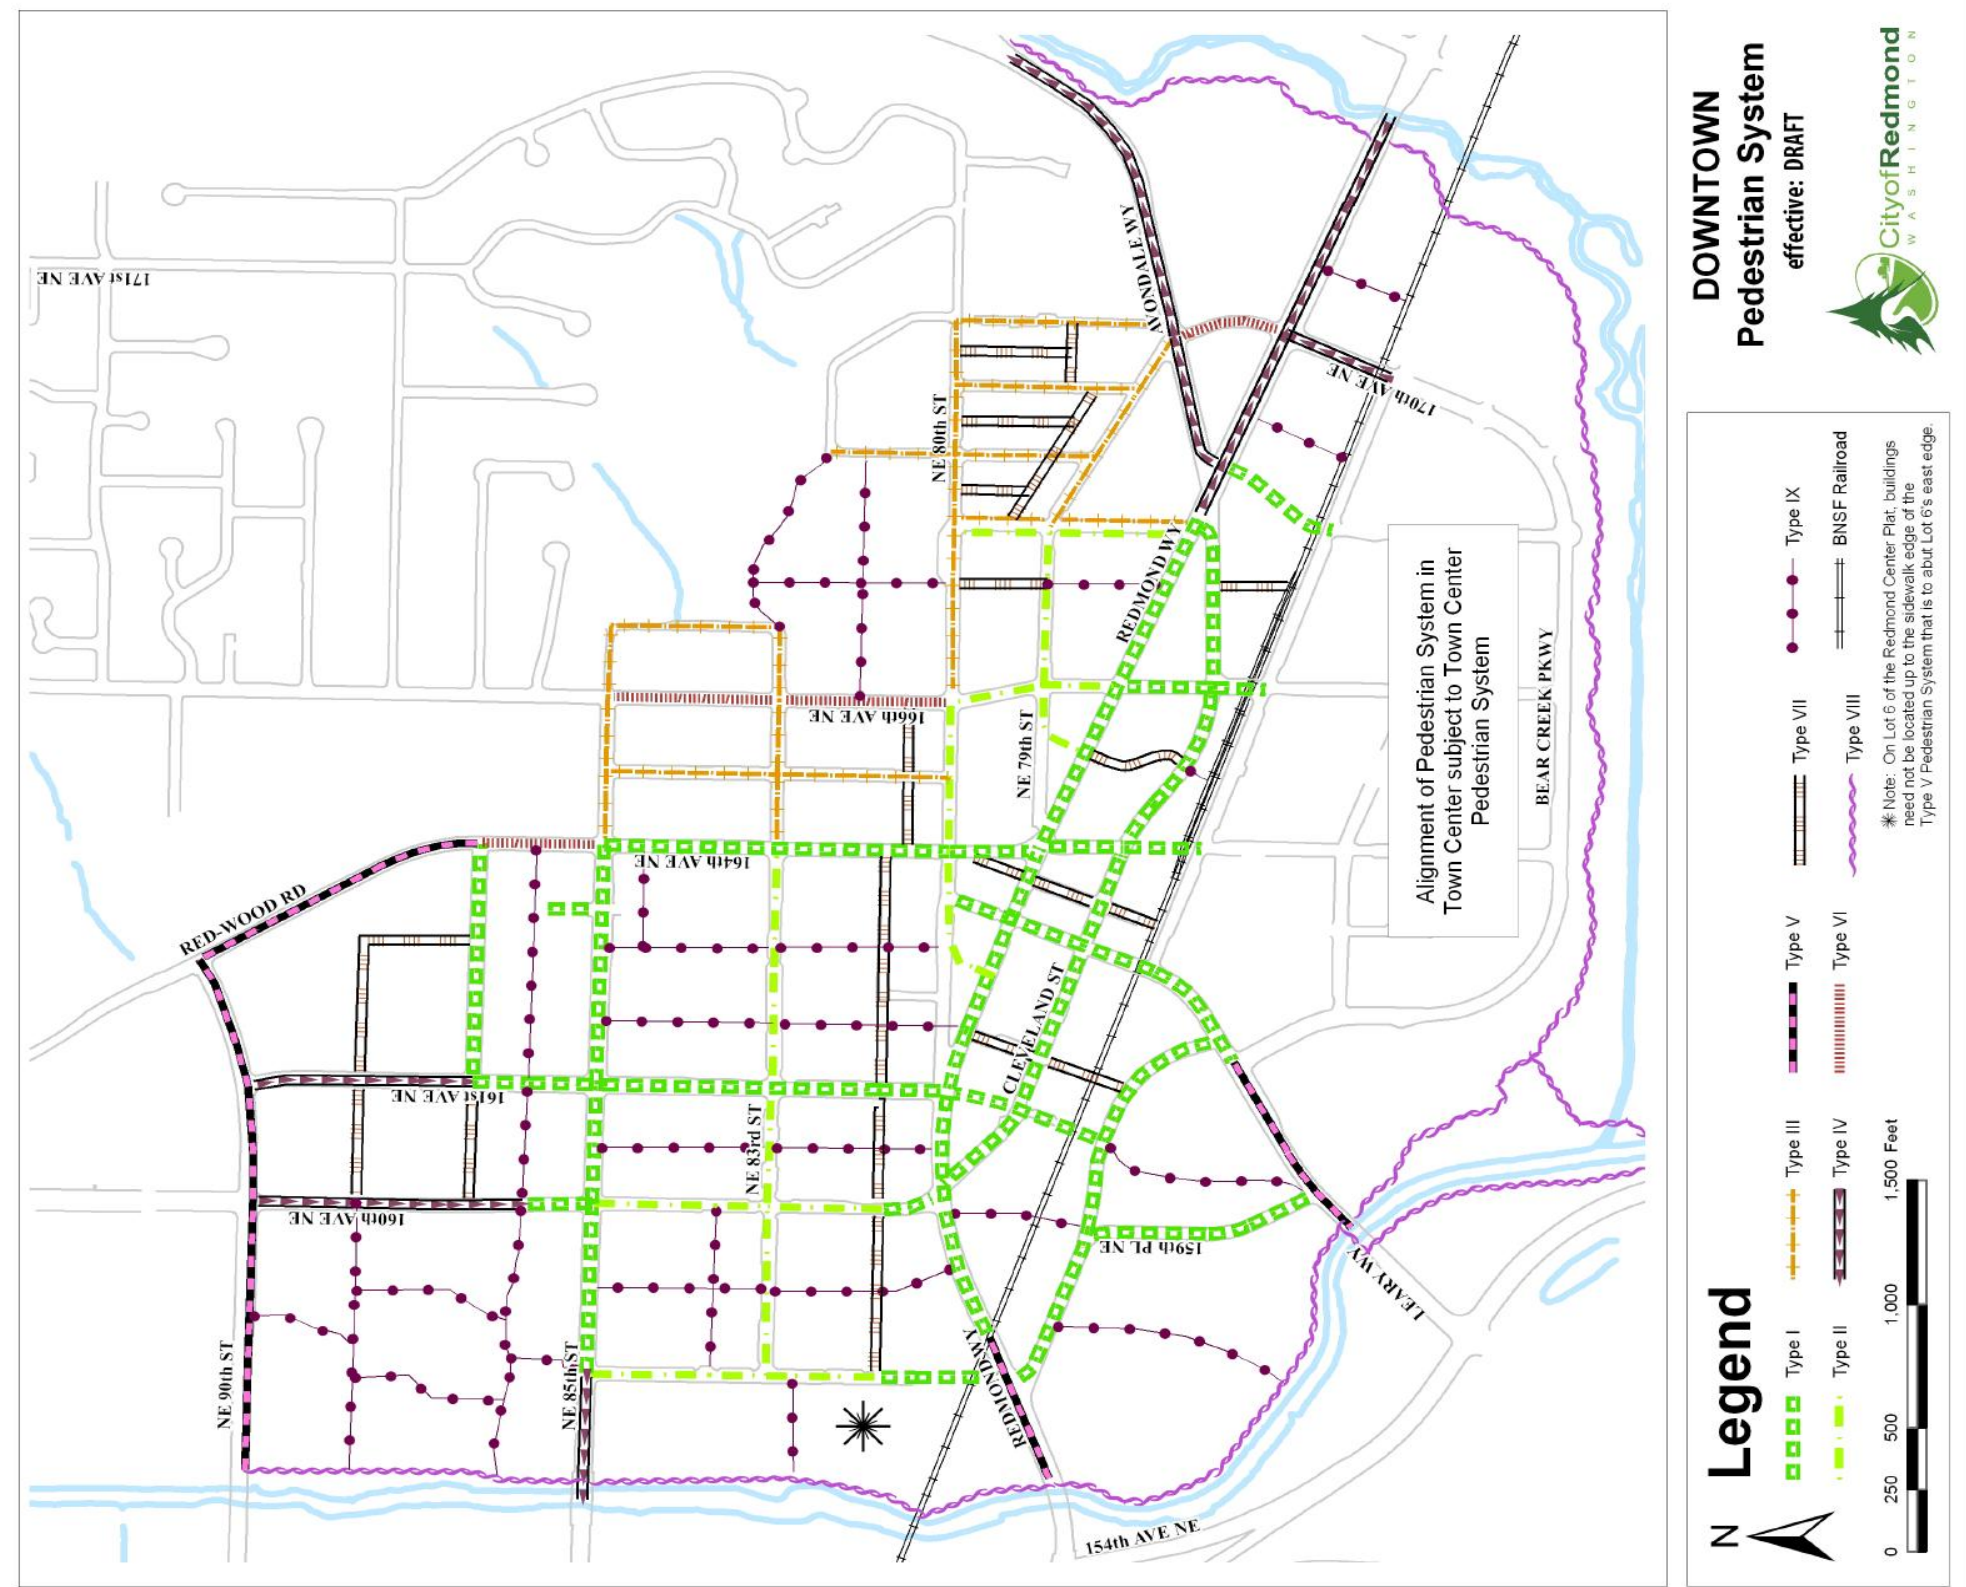 DOWNTOWN
Pedestrian System
effective: DRAFT
CityofRedmond
WASHINGTON
171st AVE NE
AVONDALE WY
NE 80th ST
170th AVE NE
REDMOND WY
166th AVE NE
NE 79th ST
BEAR CREEK PKWY
Alignment of Pedestrian System in
Town Center subject to Town Center
Pedestrian System
164th AVE NE
RED-WOOD RD
CLEVELAND ST
161st AVE NE
NE 83rd ST
160th AVE NE
159th PL NE
LEARY WY
NE 90th ST
NE 85th ST
REDMOND WY
154th AVE NE
Legend
Type I
Type II
Type III
Type IV
Type V
Type VI
Type VII
Type VIII
Type IX
BNSF Railroad
✳ Note: On Lot 6 of the Redmond Center Plat, buildings
need not be located up to the sidewalk edge of the
Type V Pedestrian System that is to abut Lot 6's east edge.
N
0 250 500 1,000 1,500 Feet